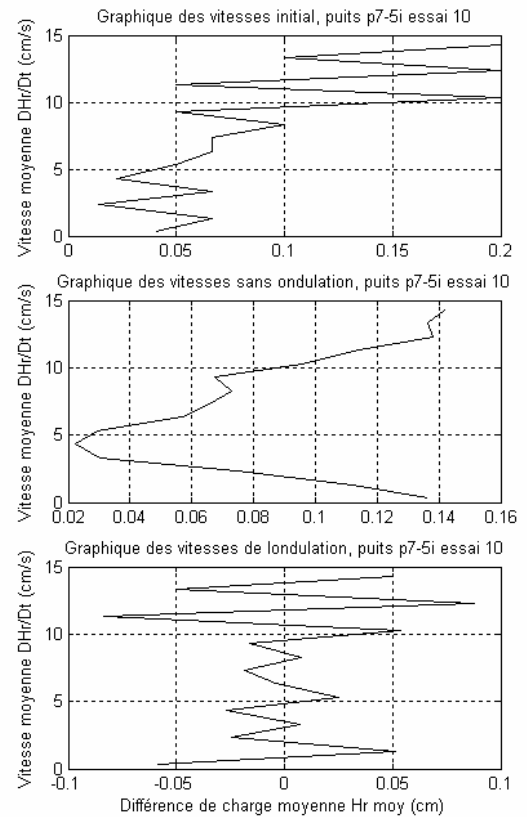 Graphique des vitesses initial, puits p7-5i essai 10
Vitesse moyenne DHr/Dt (cm/s)
15
10
5
0
0 0.05 0.1 0.15 0.2
Graphique des vitesses sans ondulation, puits p7-5i essai 10
Vitesse moyenne DHr/Dt (cm/s)
15
10
5
0
0.02 0.04 0.06 0.08 0.1 0.12 0.14 0.16
Graphique des vitesses de londulation, puits p7-5i essai 10
Vitesse moyenne DHr/Dt (cm/s)
15
10
5
0
-0.1 -0.05 0 0.05 0.1
Différence de charge moyenne Hr moy (cm)